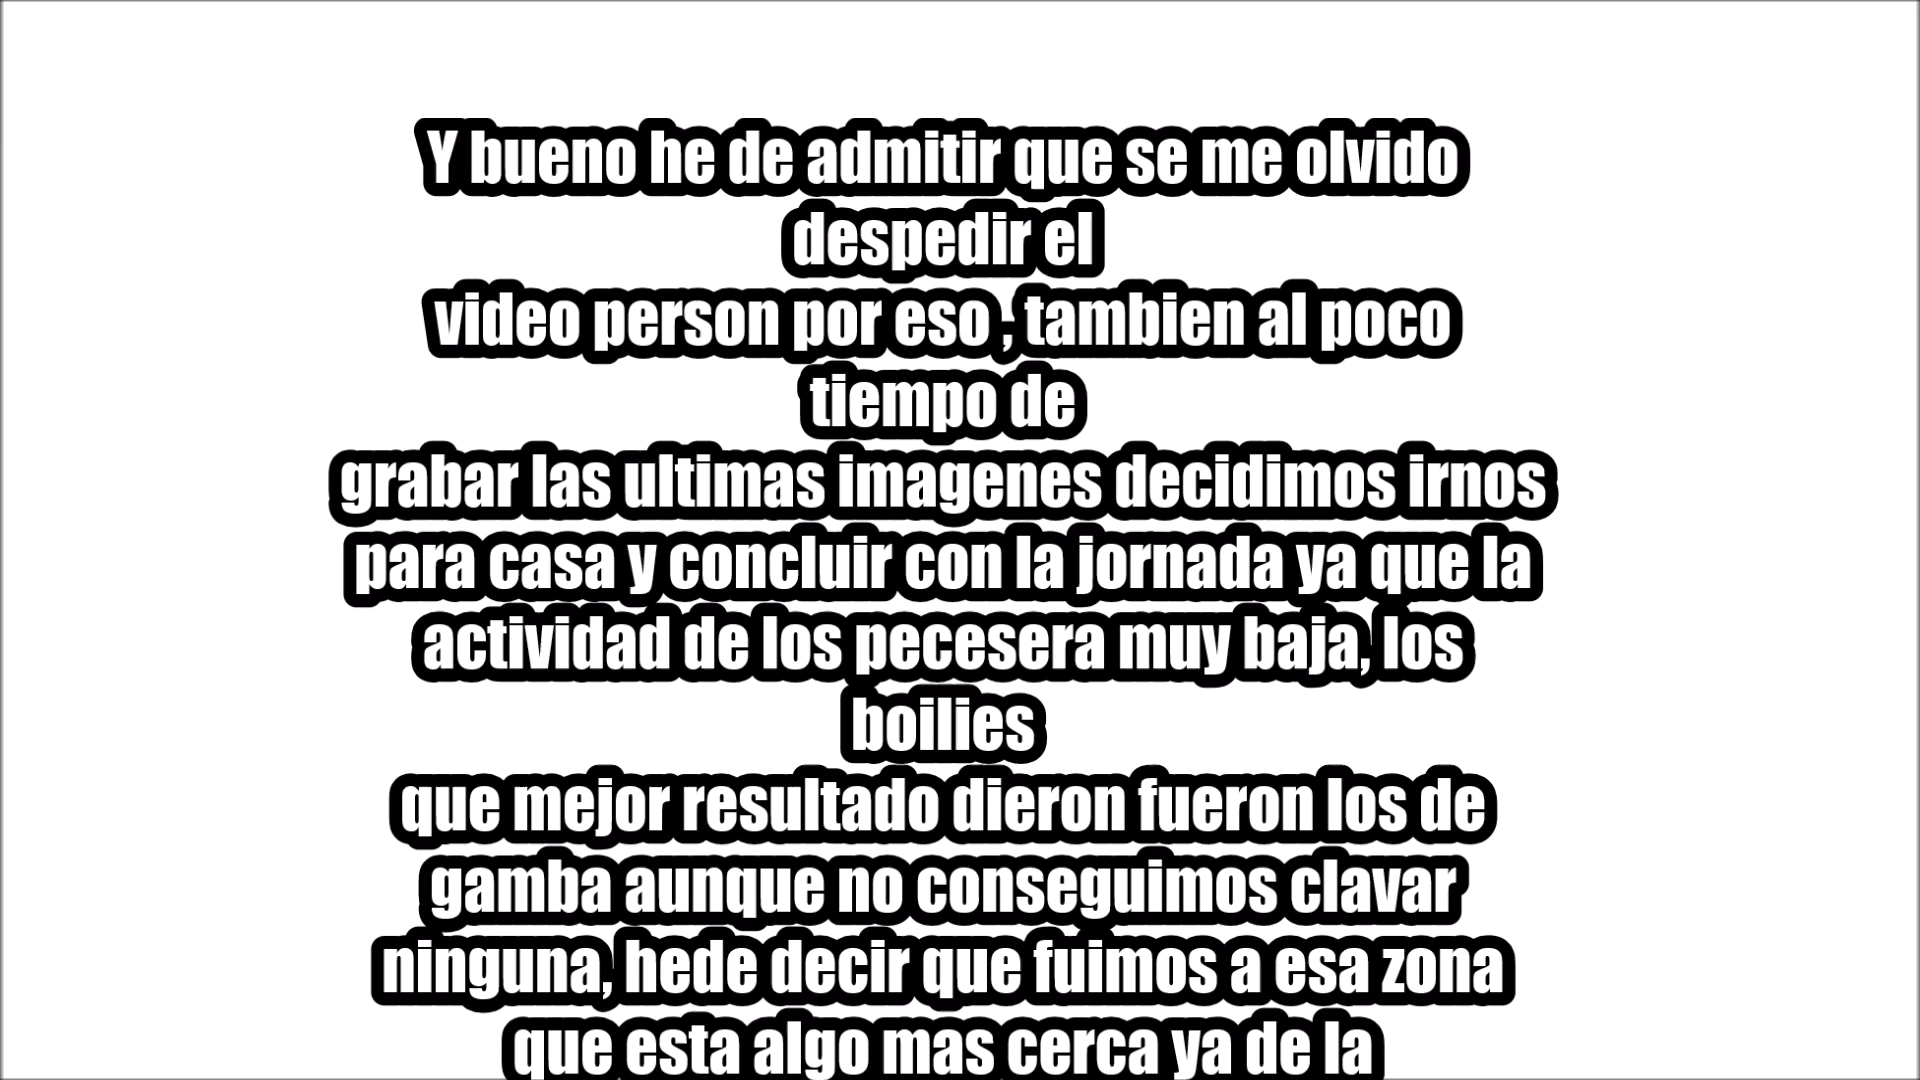 Y bueno he de admitir que se me olvido
despedir el
video person por eso , tambien al poco
tiempo de
grabar las ultimas imagenes decidimos irnos
para casa y concluir con la jornada ya que la
actividad de los pecesera muy baja, los
boilies
que mejor resultado dieron fueron los de
gamba aunque no conseguimos clavar
ninguna, hede decir que fuimos a esa zona
que esta algo mas cerca ya de la